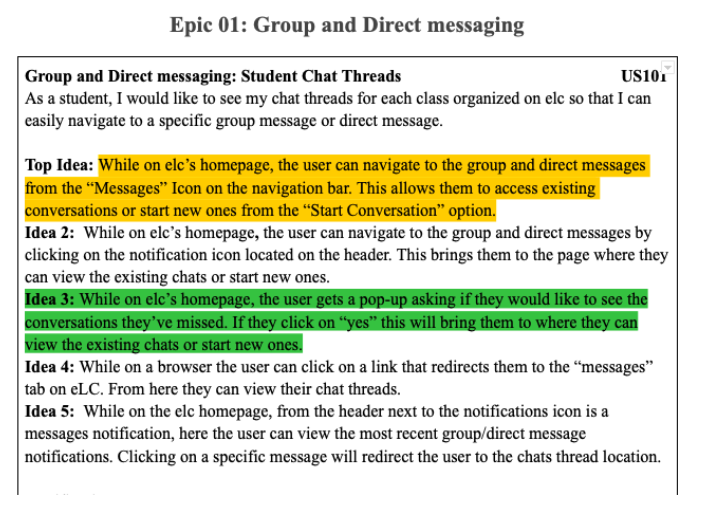 Epic 01: Group and Direct messaging
Group and Direct messaging: Student Chat Threads US101
As a student, I would like to see my chat threads for each class organized on elc so that I can
easily navigate to a specific group message or direct message.
Top Idea: While on elc’s homepage, the user can navigate to the group and direct messages
from the “Messages” Icon on the navigation bar. This allows them to access existing
conversations or start new ones from the “Start Conversation” option.
Idea 2: While on elc’s homepage, the user can navigate to the group and direct messages by
clicking on the notification icon located on the header. This brings them to the page where they
can view the existing chats or start new ones.
Idea 3: While on elc’s homepage, the user gets a pop-up asking if they would like to see the
conversations they’ve missed. If they click on “yes” this will bring them to where they can
view the existing chats or start new ones.
Idea 4: While on a browser the user can click on a link that redirects them to the “messages”
tab on eLC. From here they can view their chat threads.
Idea 5: While on the elc homepage, from the header next to the notifications icon is a
messages notification, here the user can view the most recent group/direct message
notifications. Clicking on a specific message will redirect the user to the chats thread location.